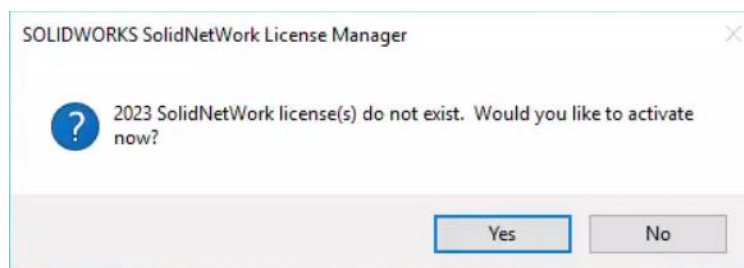 SOLIDWORKS SolidNetWork License Manager
2023 SolidNetWork license(s) do not exist.  Would you like to activate
now?
Yes
No